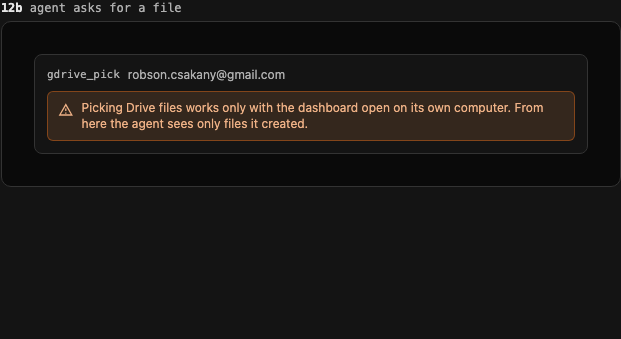 12b agent asks for a file
gdrive_pick robson.csakany@gmail.com
Picking Drive files works only with the dashboard open on its own computer. From
here the agent sees only files it created.